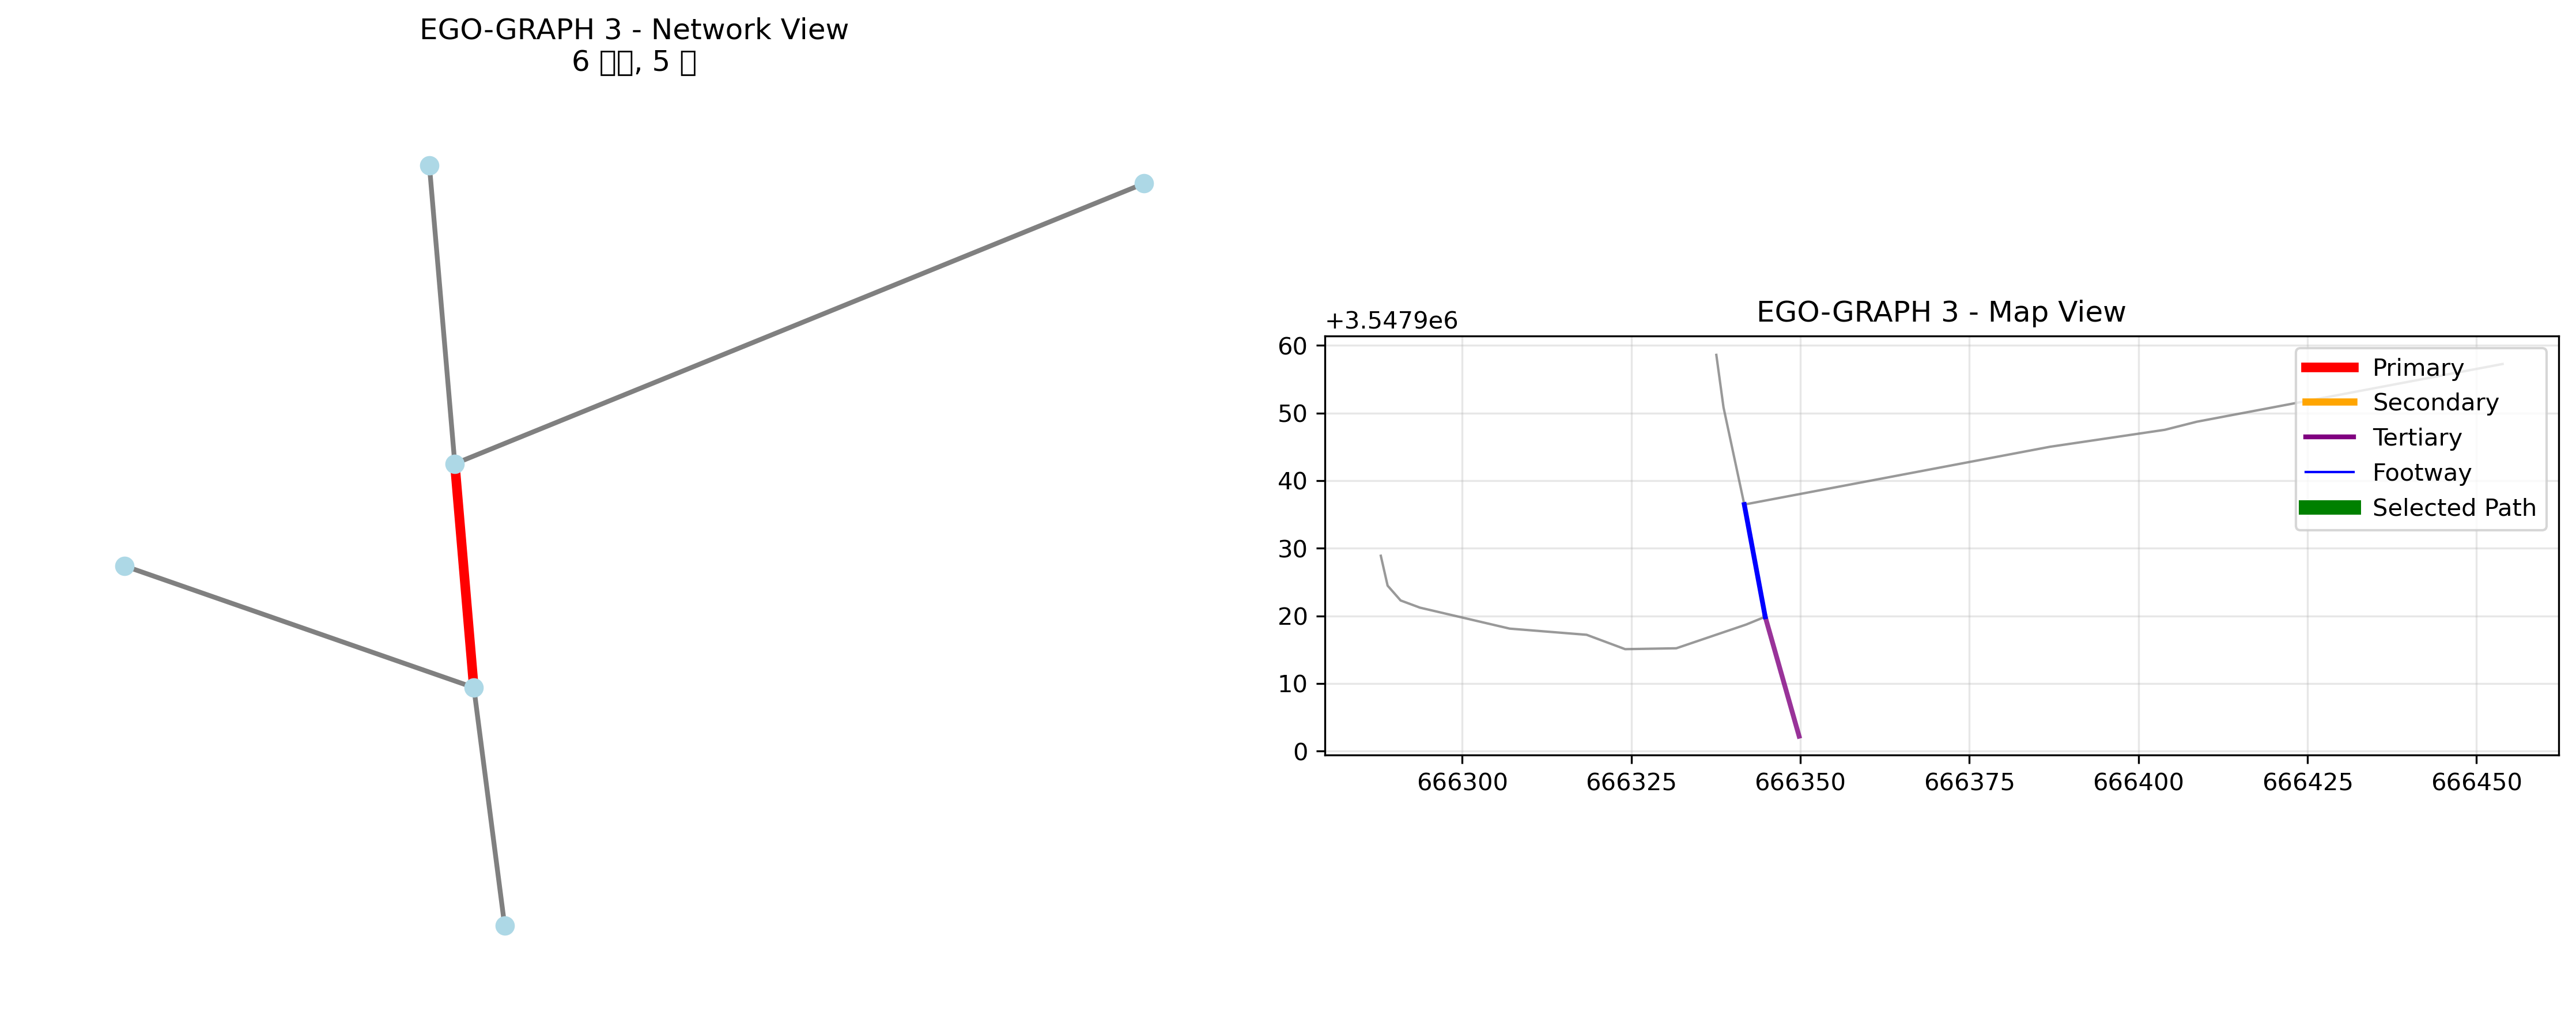 EGO-GRAPH 3 - Network View
6 , 5
EGO-GRAPH 3 - Map View
+3.5479e6
60
50
40
30
20
10
0
666300 666325 666350 666375 666400 666425 666450
Primary
Secondary
Tertiary
Footway
Selected Path